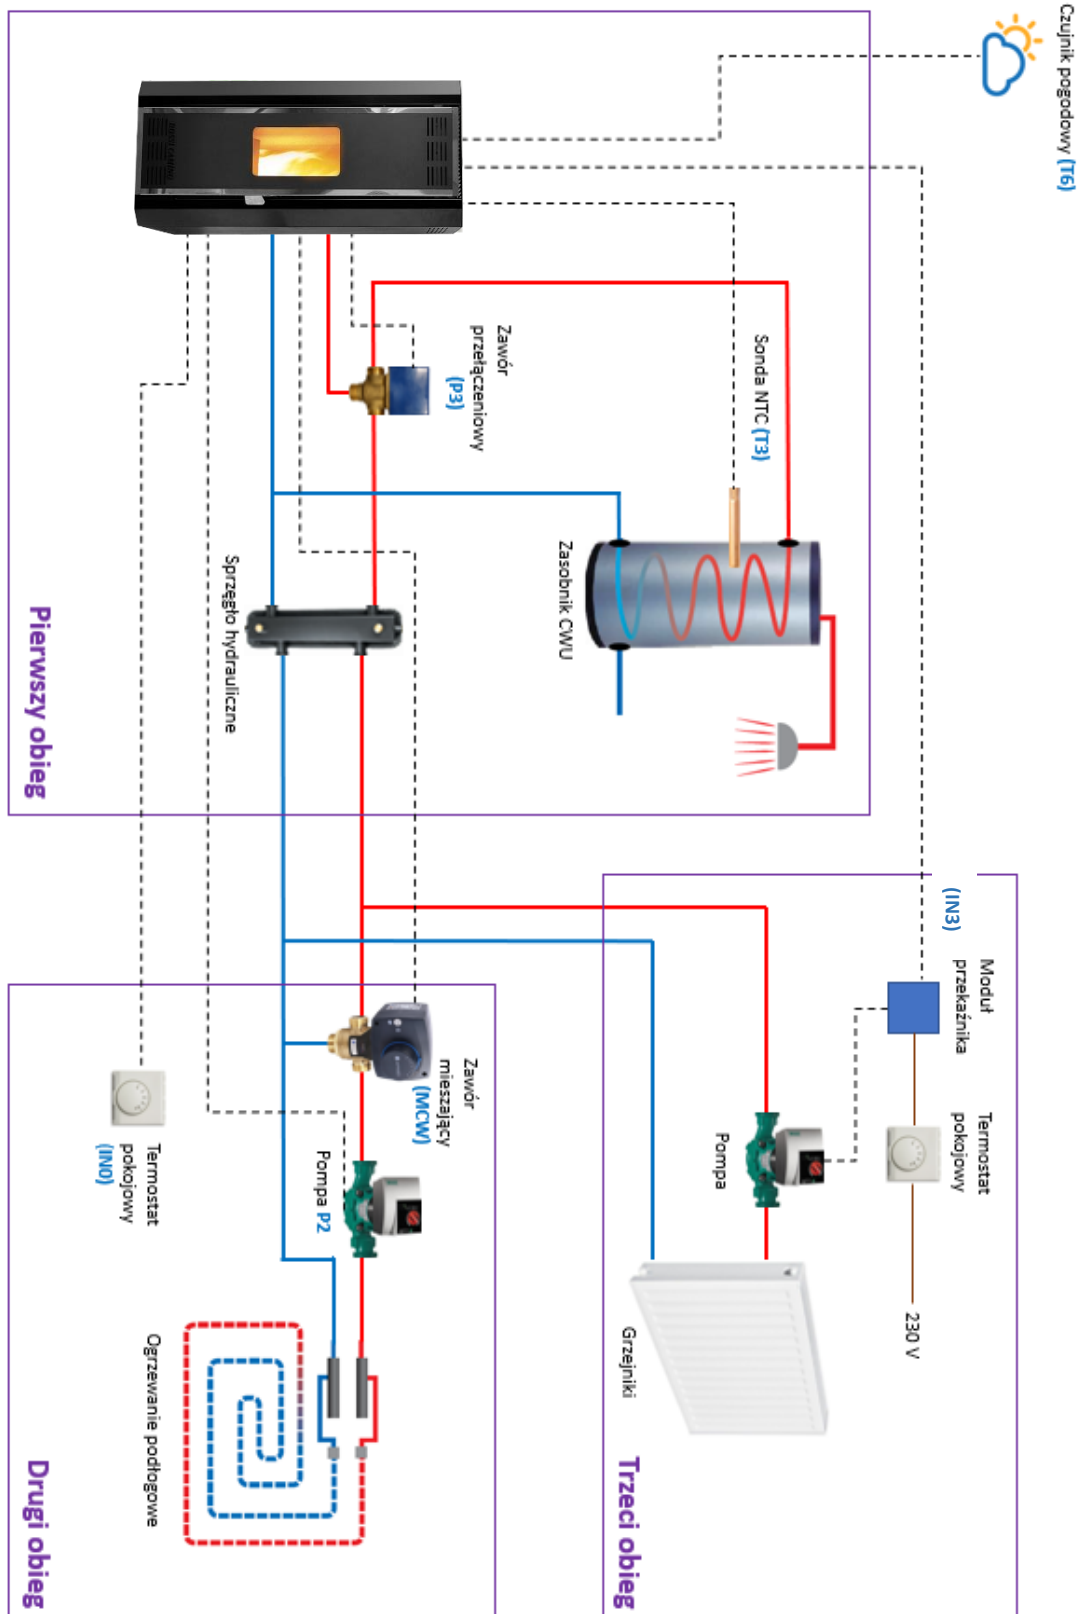 Czujnik pogodowy (T6)
Zawór
przełączeniowy
(P3)
Sonda NTC (T3)
Zasobnik CWU
Sprzęgło hydrauliczne
Pierwszy obieg
(IN3)
Moduł
przekaźnika
Termostat
pokojowy
230 V
Pompa
Grzejniki
Trzeci obieg
Zawór
mieszający
(MCW)
Pompa P2
Termostat
pokojowy
(IN0)
Ogrzewanie podłogowe
Drugi obieg